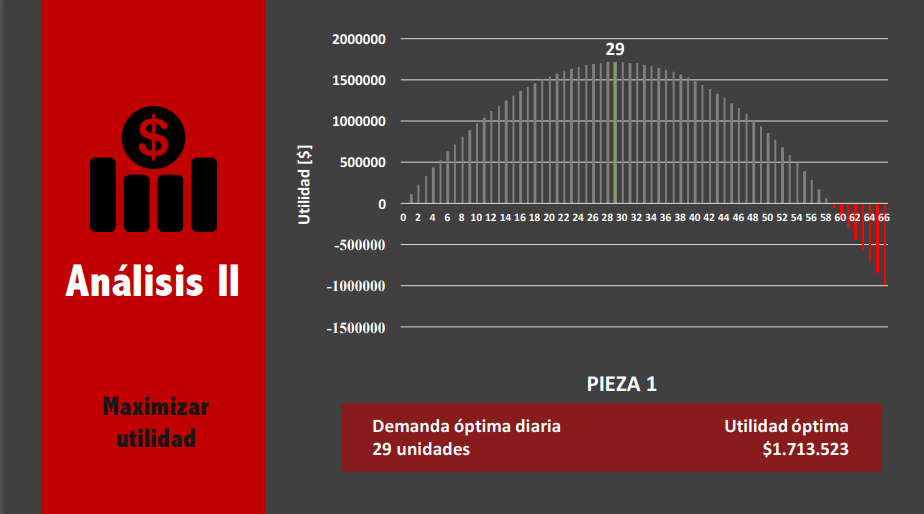 $
Análisis II
Maximizar
utilidad
29
2000000
1500000
1000000
500000
0
-500000
-1000000
-1500000
Utilidad [$]
0 2 4 6 8 10 12 14 16 18 20 22 24 26 28 30 32 34 36 38 40 42 44 46 48 50 52 54 56 58 60 62 64 66
PIEZA 1
Demanda óptima diaria
29 unidades
Utilidad óptima
$1.713.523